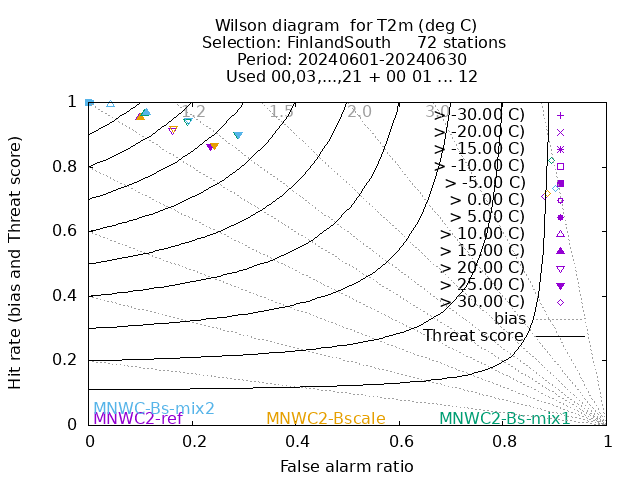 Wilson diagram  for T2m (deg C)
Selection: FinlandSouth     72 stations
Period: 20240601-20240630
Used 00,03,...,21 + 00 01 ... 12
Hit rate (bias and Threat score)
1
0.8
0.6
0.4
0.2
0
1.2 1.5 2.0 3.0
> -30.00 C)
> -20.00 C)
> -15.00 C)
> -10.00 C)
> -5.00 C)
> 0.00 C)
> 5.00 C)
> 10.00 C)
> 15.00 C)
> 20.00 C)
> 25.00 C)
> 30.00 C)
bias
Threat score
MNWC-Bs-mix2
MNWC2-ref MNWC2-Bscale MNWC2-Bs-mix1
0 0.2 0.4 0.6 0.8 1
False alarm ratio